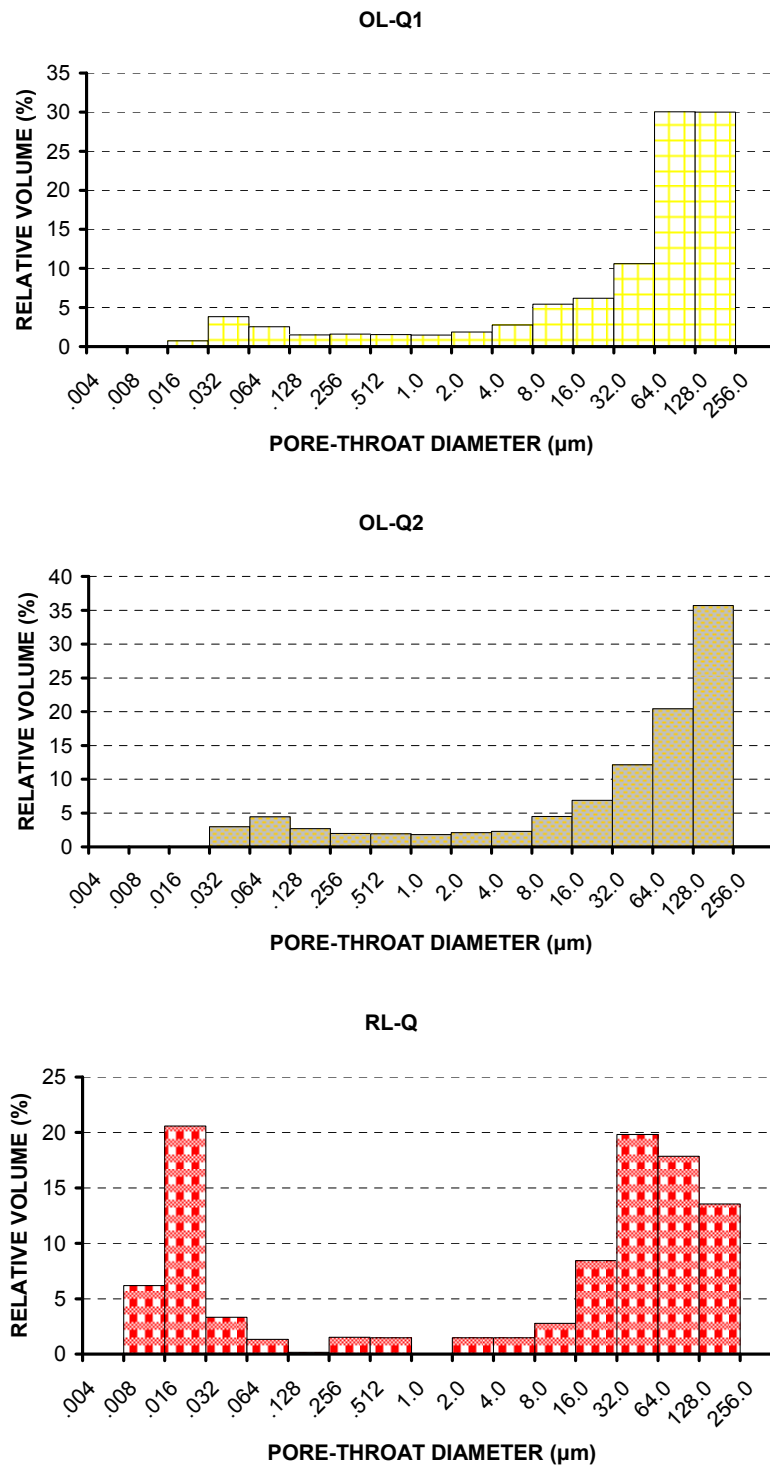 OL-Q1
RELATIVE VOLUME (%)
35
30
25
20
15
10
5
0
.004 .008 .016 .032 .064 .128 .256 .512 1.0 2.0 4.0 8.0 16.0 32.0 64.0 128.0 256.0
PORE-THROAT DIAMETER (µm)
OL-Q2
RELATIVE VOLUME (%)
40
35
30
25
20
15
10
5
0
.004 .008 .016 .032 .064 .128 .256 .512 1.0 2.0 4.0 8.0 16.0 32.0 64.0 128.0 256.0
PORE-THROAT DIAMETER (µm)
RL-Q
RELATIVE VOLUME (%)
25
20
15
10
5
0
.004 .008 .016 .032 .064 .128 .256 .512 1.0 2.0 4.0 8.0 16.0 32.0 64.0 128.0 256.0
PORE-THROAT DIAMETER (µm)